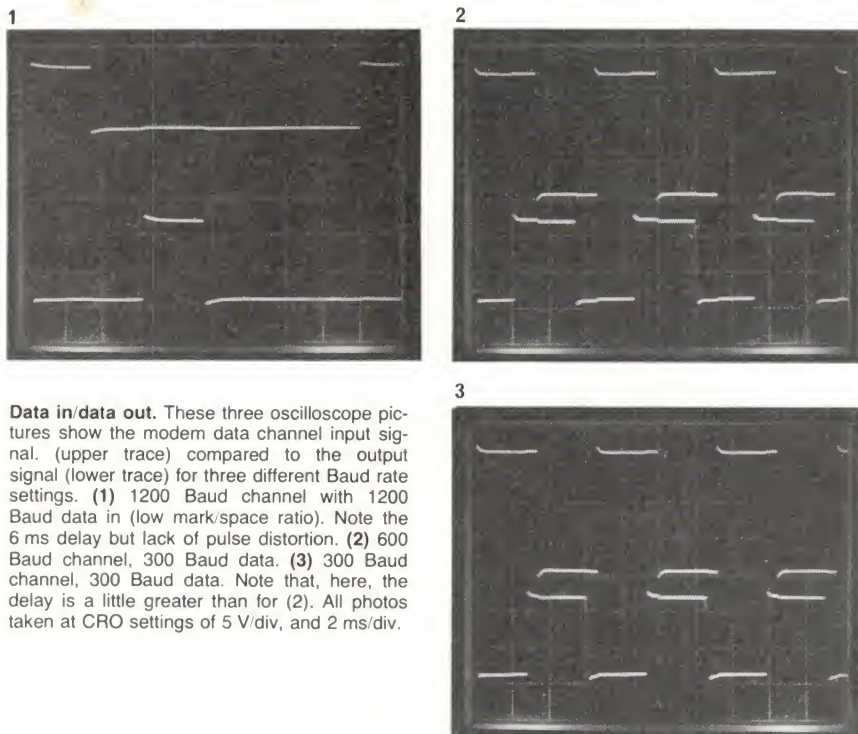 1
2
Data in/data out. These three oscilloscope pic-
tures show the modem data channel input sig-
nal. (upper trace) compared to the output
signal (lower trace) for three different Baud rate
settings. (1) 1200 Baud channel with 1200
Baud data in (low mark/space ratio). Note the
6 ms delay but lack of pulse distortion. (2) 600
Baud channel, 300 Baud data. (3) 300 Baud
channel, 300 Baud data. Note that, here, the
delay is a little greater than for (2). All photos
taken at CRO settings of 5 V/div, and 2 ms/div.
3